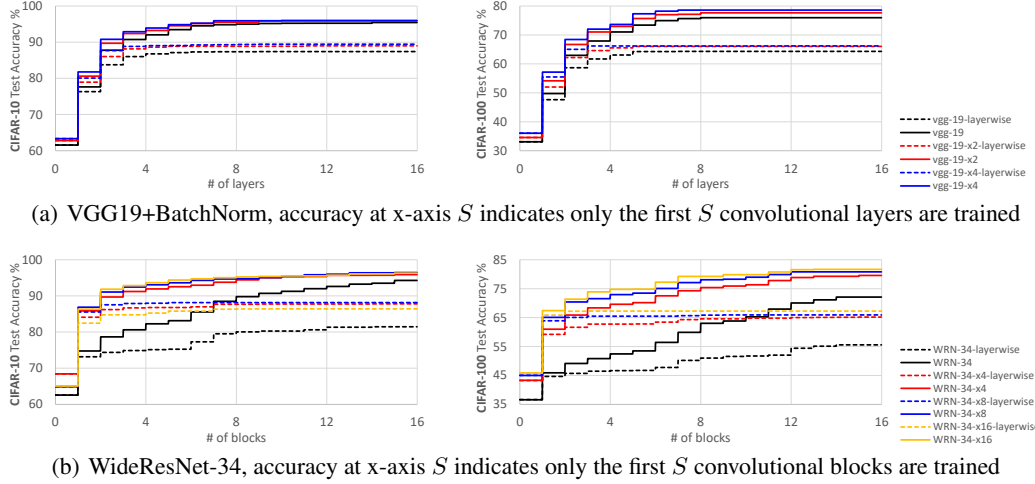 100
90
80
70
60
0
4
8
12
16
CIFAR-10 Test Accuracy %
# of layers
80
70
60
50
40
30
0
4
8
12
16
CIFAR-100 Test Accuracy %
# of layers
vgg-19-layerwise
vgg-19
vgg-19-x2-layerwise
vgg-19-x2
vgg-19-x4-layerwise
vgg-19-x4
(a) VGG19+BatchNorm, accuracy at x-axis S indicates only the first S convolutional layers are trained
100
90
80
70
60
0
4
8
12
16
CIFAR-10 Test Accuracy %
# of blocks
85
75
65
55
45
35
0
4
8
12
16
CIFAR-100 Test Accuracy %
# of blocks
WRN-34-layerwise
WRN-34
WRN-34-x4-layerwise
WRN-34-x4
WRN-34-x8-layerwise
WRN-34-x8
WRN-34-x16-layerwise
WRN-34-x16
(b) WideResNet-34, accuracy at x-axis S indicates only the first S convolutional blocks are trained